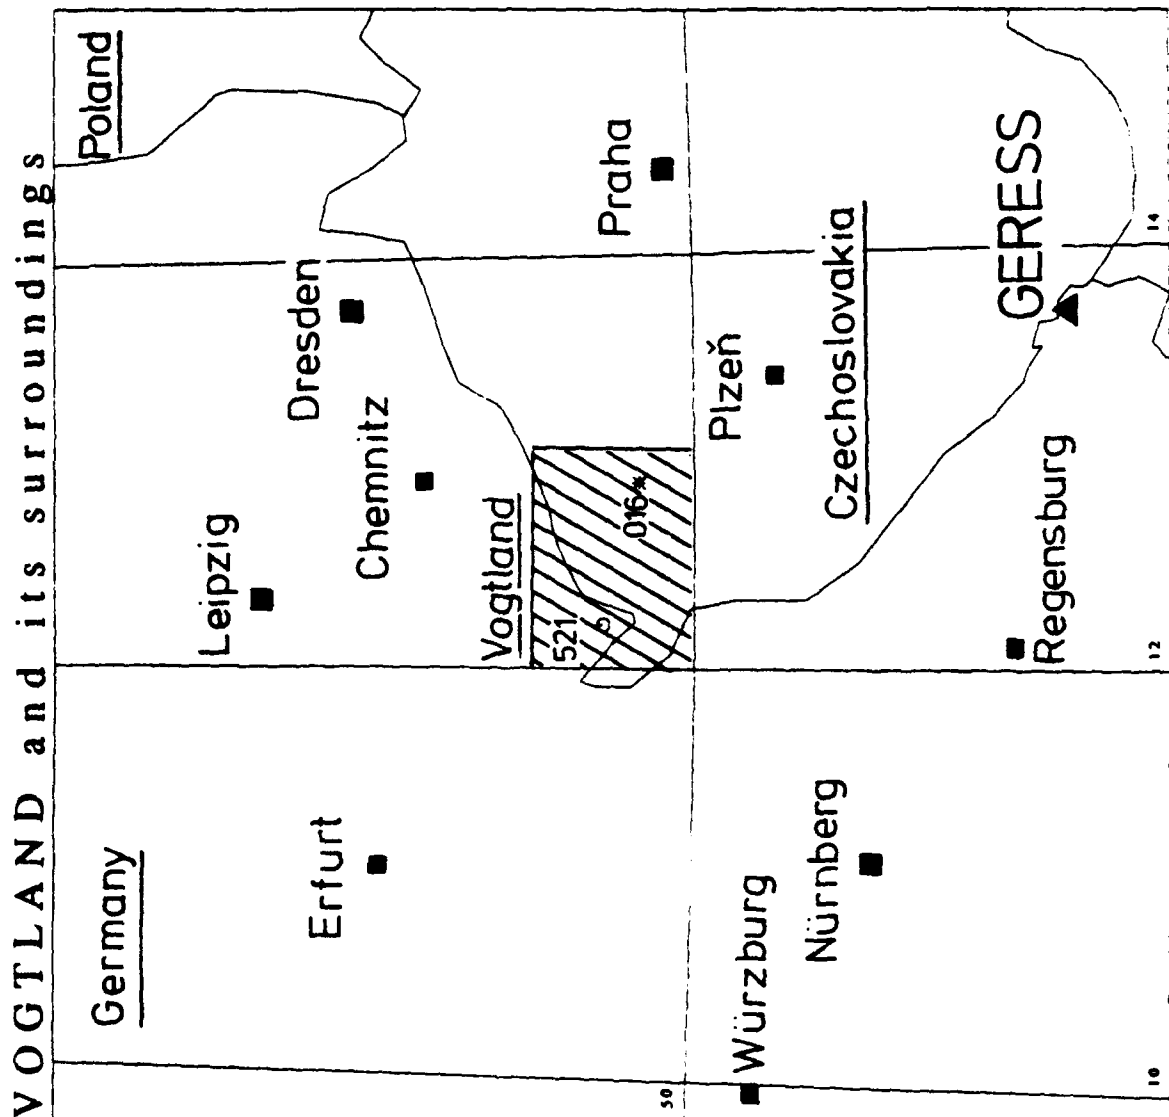 VOGTLAND and its surroundings
Germany
Poland
Leipzig
Dresden
Erfurt
Chemnitz
Vogtland
521
016
Praha
50
Würzburg
Plzeň
Nürnberg
Czechoslovakia
GERESS
Regensburg
10
12
14